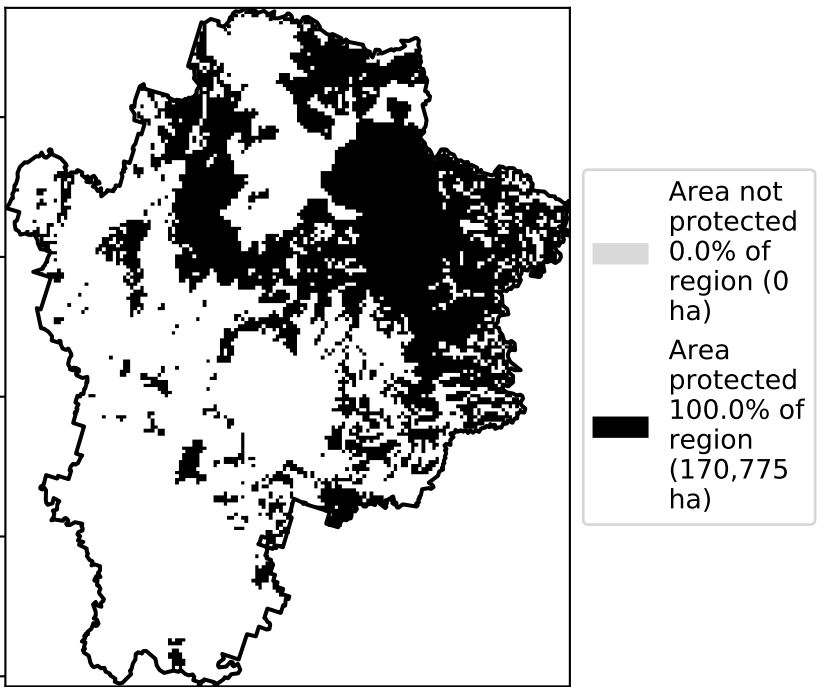 Area not
protected
0.0% of
region (0
ha)
Area
protected
100.0% of
region
(170,775
ha)